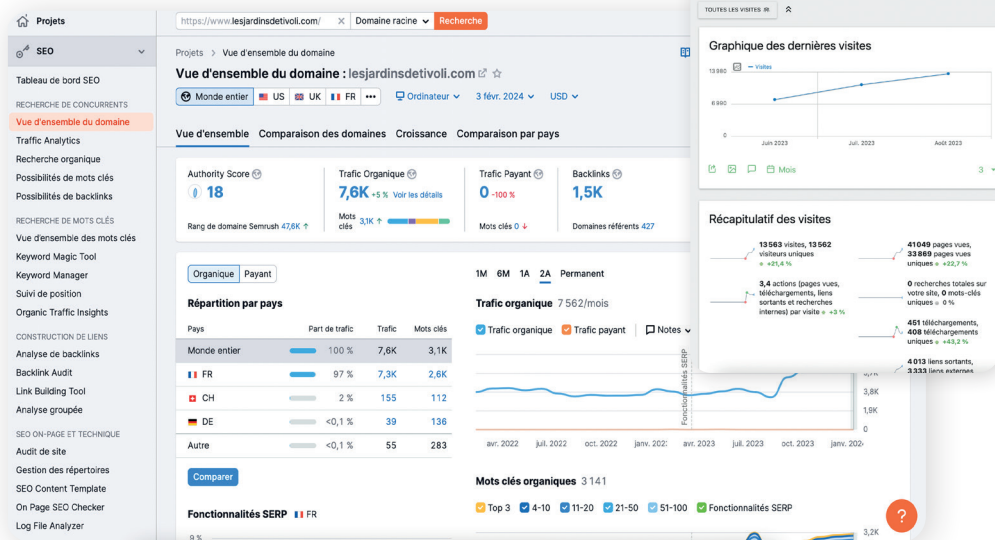 Projets
SEO
Tableau de bord SEO
RECHERCHE DE CONCURRENTS
Vue d'ensemble du domaine
Traffic Analytics
Recherche organique
Possibilités de mots clés
Possibilités de backlinks
RECHERCHE DE MOTS CLÉS
Vue d'ensemble des mots clés
Keyword Magic Tool
Keyword Manager
Suivi de position
Organic Traffic Insights
CONSTRUCTION DE LIENS
Analyse de backlinks
Backlink Audit
Link Building Tool
Analyse groupée
SEO ON-PAGE ET TECHNIQUE
Audit de site
Gestion des répertoires
SEO Content Template
On Page SEO Checker
Log File Analyzer
https://www.lesjardinsdetivoli.com/ × Domaine racine Recherche
Projets > Vue d'ensemble du domaine
Vue d'ensemble du domaine : lesjardinsdetivoli.com
Monde entier US UK FR ••• Ordinateur 3 févr. 2024 USD
Vue d'ensemble Comparaison des domaines Croissance Comparaison par pays
Authority Score
18
Rang de domaine Semrush 47,6K ↑
Trafic Organique
7,6K +5 % Voir les détails
Mots clés 3,1K ↑
Trafic Payant
0 -100 %
Mots clés 0 ↓
Backlinks
1,5K
Domaines référents 427
Organique Payant
Répartition par pays
Pays Part de trafic Trafic Mots clés
Monde entier 100 % 7,6K 3,1K
FR 97 % 7,3K 2,6K
CH 2 % 155 112
DE <0,1 % 39 136
Autre <0,1 % 55 283
Comparer
Fonctionnalités SERP FR
9 %
1M 6M 1A 2A Permanent
Trafic organique 7 562/mois
Trafic organique Trafic payant Notes
Fonctionnalités SERP
5,7K
3,8K
1,9K
0
avr. 2022 juil. 2022 oct. 2022 janv. 202 avr. 2023 juil. 2023 oct. 2023 janv. 202
Mots clés organiques 3 141
Top 3 4-10 11-20 21-50 51-100 Fonctionnalités SERP
3,2K
?
TOUTES LES VISITES
Graphique des dernières visites
Visites
13 980
6 990
0
Juin 2023 Juil. 2023 Août 2023
Mois 3
Récapitulatif des visites
13 563 visites, 13 562
visiteurs uniques
+21,4 %
3,4 actions (pages vues,
téléchargements, liens
sortants et recherches
internes) par visite +3 %
41 049 pages vues,
33 869 pages vues
uniques +22,7 %
0 recherches totales sur
votre site, 0 mots-clés
uniques 0 %
451 téléchargements,
408 téléchargements
uniques +43,2 %
4 013 liens sortants,
3 333 liens externes